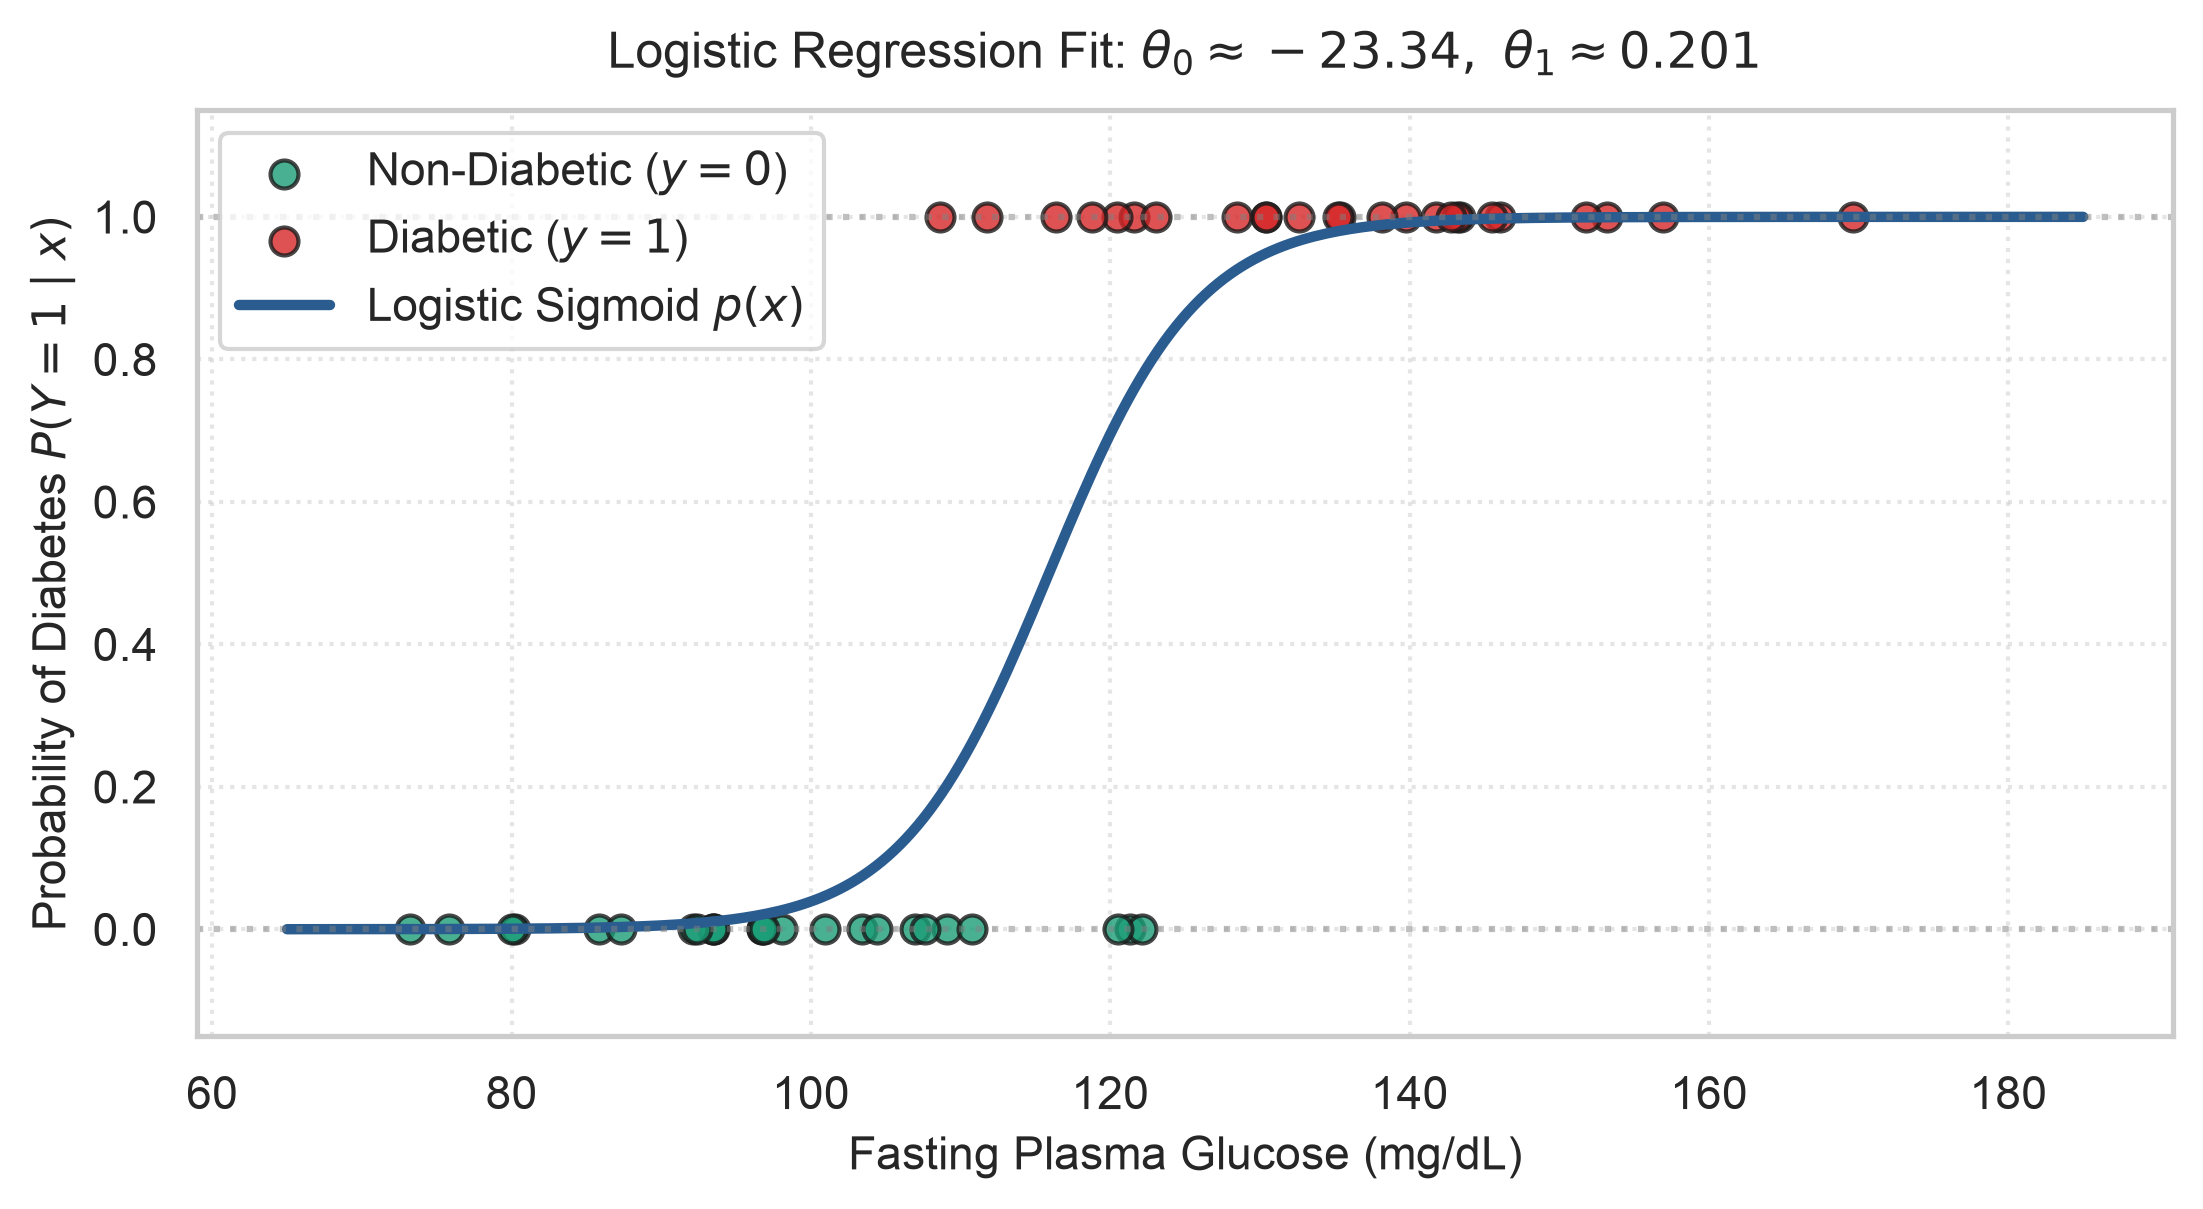 Logistic Regression Fit: θ₀ ≈ −23.34, θ₁ ≈ 0.201
Non-Diabetic (y = 0)
Diabetic (y = 1)
Logistic Sigmoid p(x)
Probability of Diabetes P(Y = 1 | x)
1.0
0.8
0.6
0.4
0.2
0.0
60 80 100 120 140 160 180
Fasting Plasma Glucose (mg/dL)